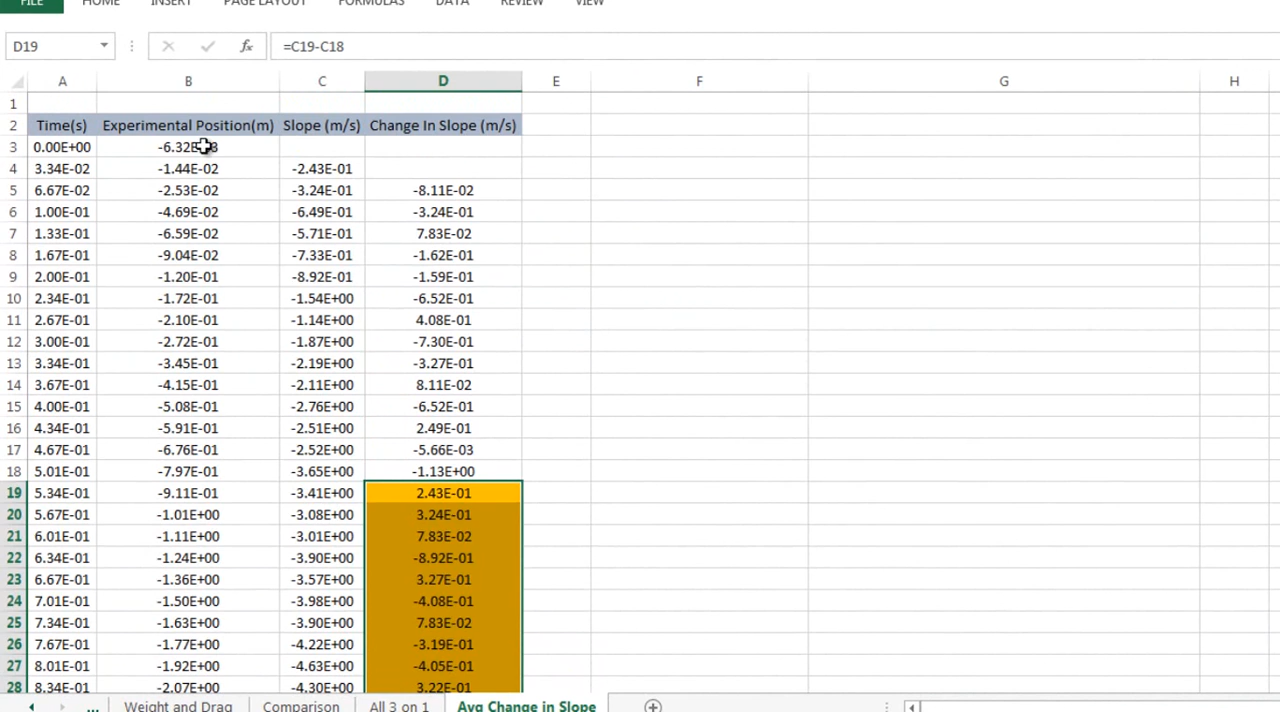 FILE HOME INSERT PAGE LAYOUT FORMULAS DATA REVIEW VIEW
D19 fx =C19-C18
A B C D E F G H
1
2 Time(s) Experimental Position(m) Slope (m/s) Change In Slope (m/s)
3 0.00E+00
4 3.34E-02 -1.44E-02 -2.43E-01
5 6.67E-02 -2.53E-02 -3.24E-01 -8.11E-02
6 1.00E-01 -4.69E-02 -6.49E-01 -3.24E-01
7 1.33E-01 -6.59E-02 -5.71E-01 7.83E-02
8 1.67E-01 -9.04E-02 -7.33E-01 -1.62E-01
9 2.00E-01 -1.20E-01 -8.92E-01 -1.59E-01
10 2.34E-01 -1.72E-01 -1.54E+00 -6.52E-01
11 2.67E-01 -2.10E-01 -1.14E+00 4.08E-01
12 3.00E-01 -2.72E-01 -1.87E+00 -7.30E-01
13 3.34E-01 -3.45E-01 -2.19E+00 -3.27E-01
14 3.67E-01 -4.15E-01 -2.11E+00 8.11E-02
15 4.00E-01 -5.08E-01 -2.76E+00 -6.52E-01
16 4.34E-01 -5.91E-01 -2.51E+00 2.49E-01
17 4.67E-01 -6.76E-01 -2.52E+00 -5.66E-03
18 5.01E-01 -7.97E-01 -3.65E+00 -1.13E+00
19 5.34E-01 -9.11E-01 -3.41E+00 2.43E-01
20 5.67E-01 -1.01E+00 -3.08E+00 3.24E-01
21 6.01E-01 -1.11E+00 -3.01E+00 7.83E-02
22 6.34E-01 -1.24E+00 -3.90E+00 -8.92E-01
23 6.67E-01 -1.36E+00 -3.57E+00 3.27E-01
24 7.01E-01 -1.50E+00 -3.98E+00 -4.08E-01
25 7.34E-01 -1.63E+00 -3.90E+00 7.83E-02
26 7.67E-01 -1.77E+00 -4.22E+00 -3.19E-01
27 8.01E-01 -1.92E+00 -4.63E+00 -4.05E-01
28 8.34E-01 -2.07E+00 -4.30E+00 3.22E-01
... Weight and Drag Comparison All 3 on 1 Avg Change in Slope